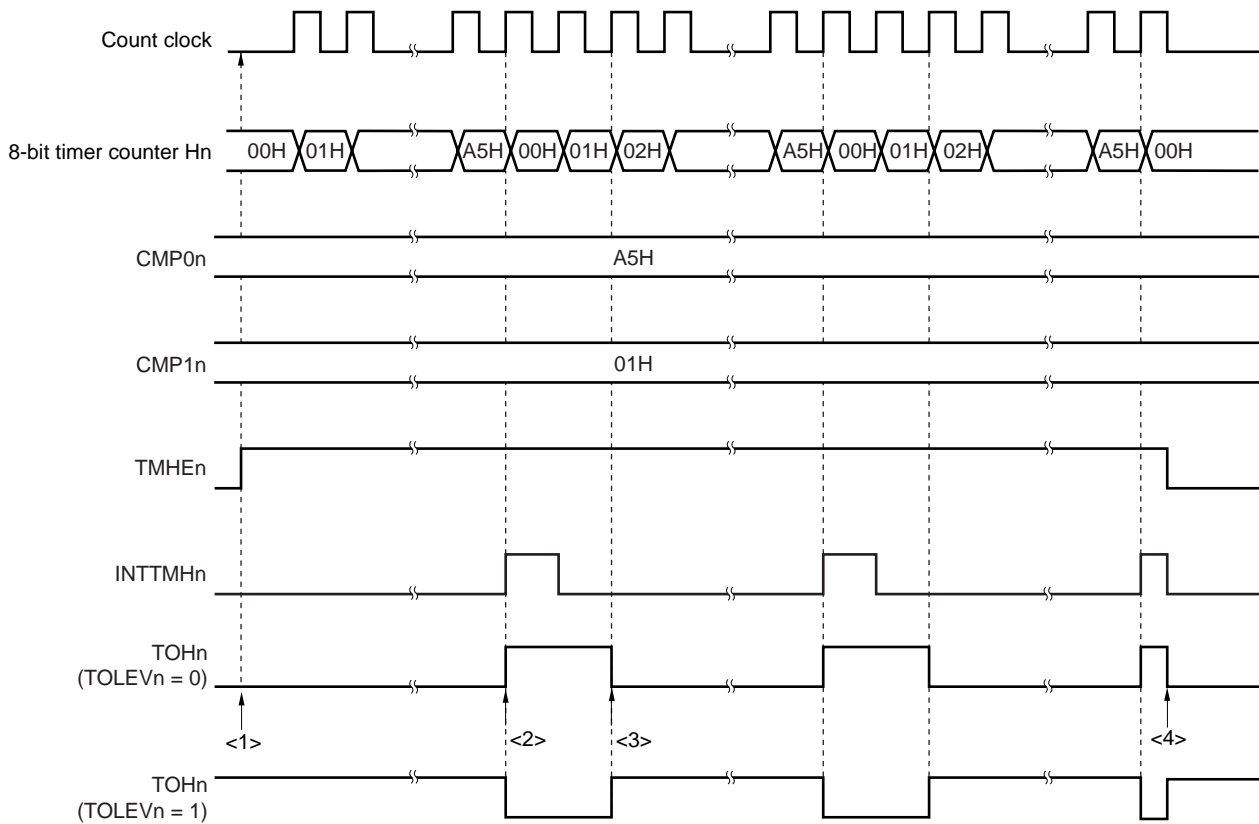 Count clock
8-bit timer counter Hn 00H 01H A5H 00H 01H 02H A5H 00H 01H 02H A5H 00H
CMP0n A5H
CMP1n 01H
TMHEn
INTTMHn
TOHn
(TOLEVn = 0)
<1> <2> <3> <4>
TOHn
(TOLEVn = 1)